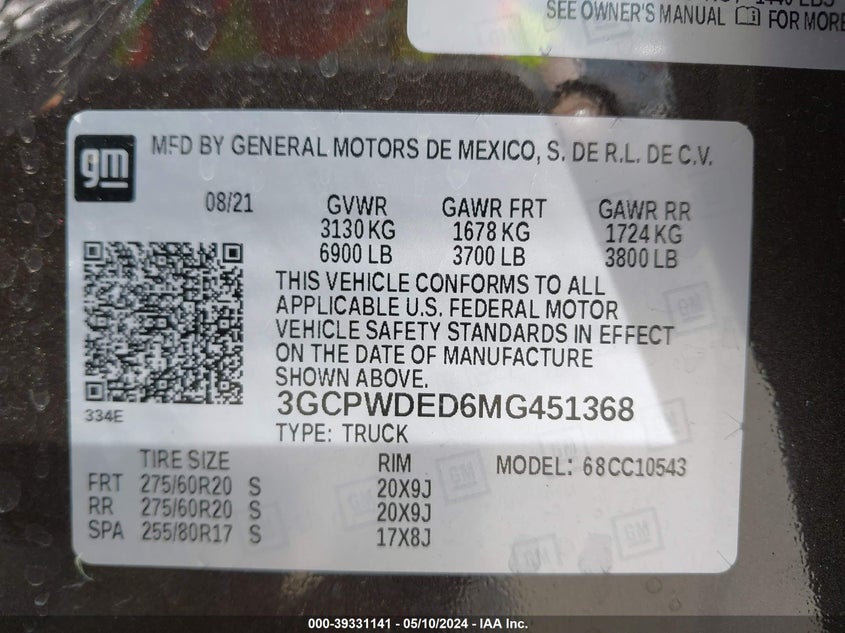 1440 LBS
SEE OWNER'S MANUAL FOR MORE
gm
MFD BY GENERAL MOTORS DE MEXICO, S. DE R.L. DE C.V.
08/21 GVWR GAWR FRT GAWR RR
3130 KG 1678 KG 1724 KG
6900 LB 3700 LB 3800 LB
THIS VEHICLE CONFORMS TO ALL
APPLICABLE U.S. FEDERAL MOTOR
VEHICLE SAFETY STANDARDS IN EFFECT
ON THE DATE OF MANUFACTURE
SHOWN ABOVE.
334E
3GCPWDED6MG451368
TYPE: TRUCK
TIRE SIZE RIM MODEL: 68CC10543
FRT 275/60R20 S 20X9J
RR 275/60R20 S 20X9J
SPA 255/80R17 S 17X8J
000-39331141 - 05/10/2024 - IAA Inc.